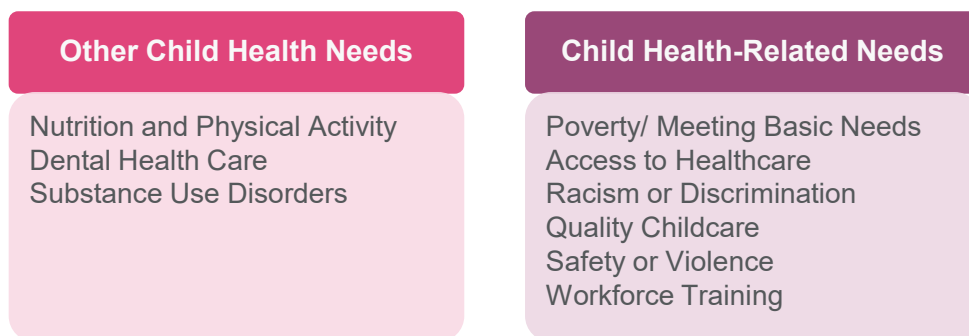 Other Child Health Needs
Nutrition and Physical Activity
Dental Health Care
Substance Use Disorders
Child Health-Related Needs
Poverty/ Meeting Basic Needs
Access to Healthcare
Racism or Discrimination
Quality Childcare
Safety or Violence
Workforce Training